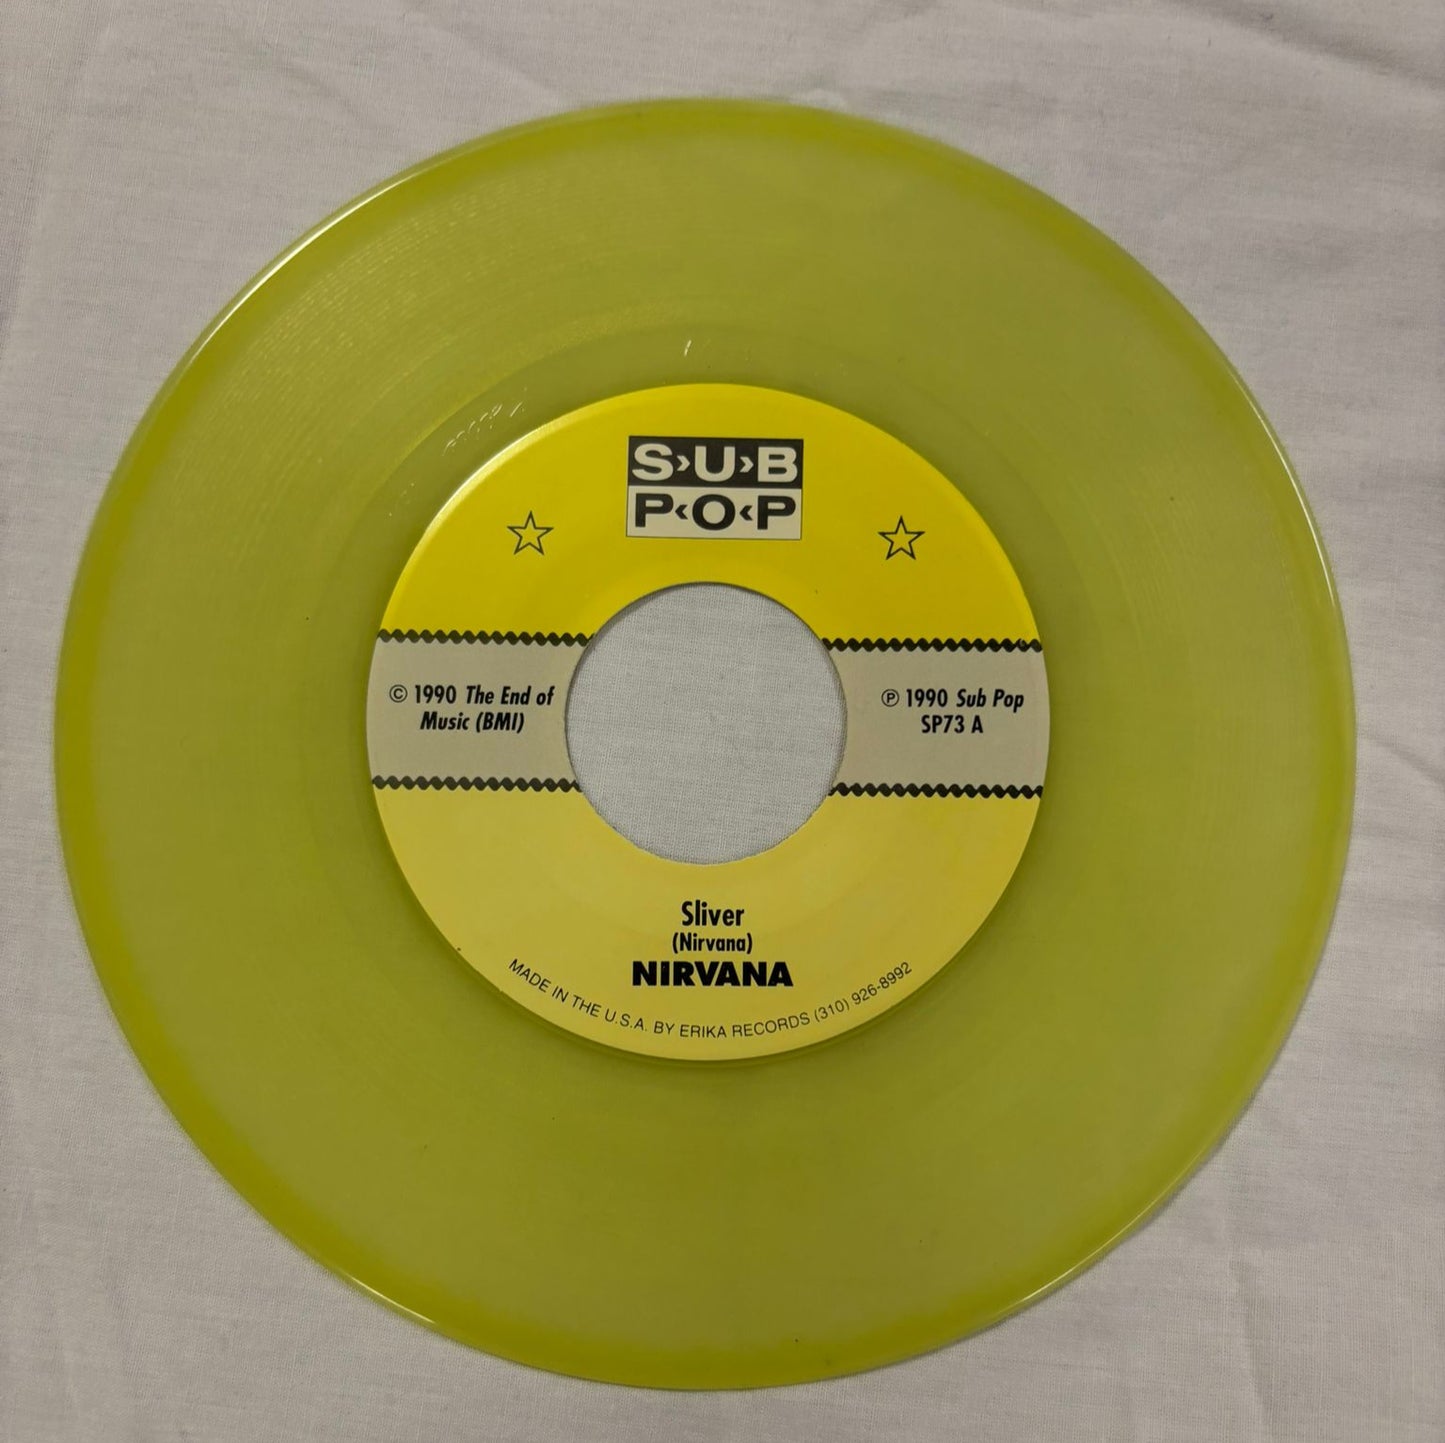 S›U›B
P‹O‹P
© 1990 The End of
Music (BMI)
℗ 1990 Sub Pop
SP73 A
Sliver
(Nirvana)
NIRVANA
MADE IN THE U.S.A. BY ERIKA RECORDS (310) 926-8992